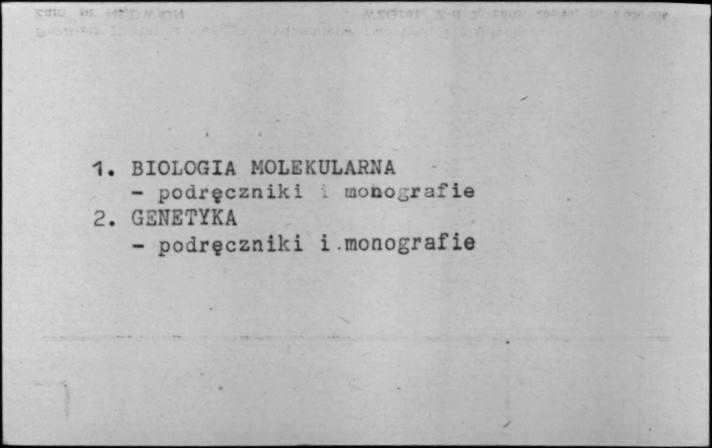 1. BIOLOGIA MOLEKULARNA
- podręczniki i monografie
2. GENETYKA
- podręczniki i monografie